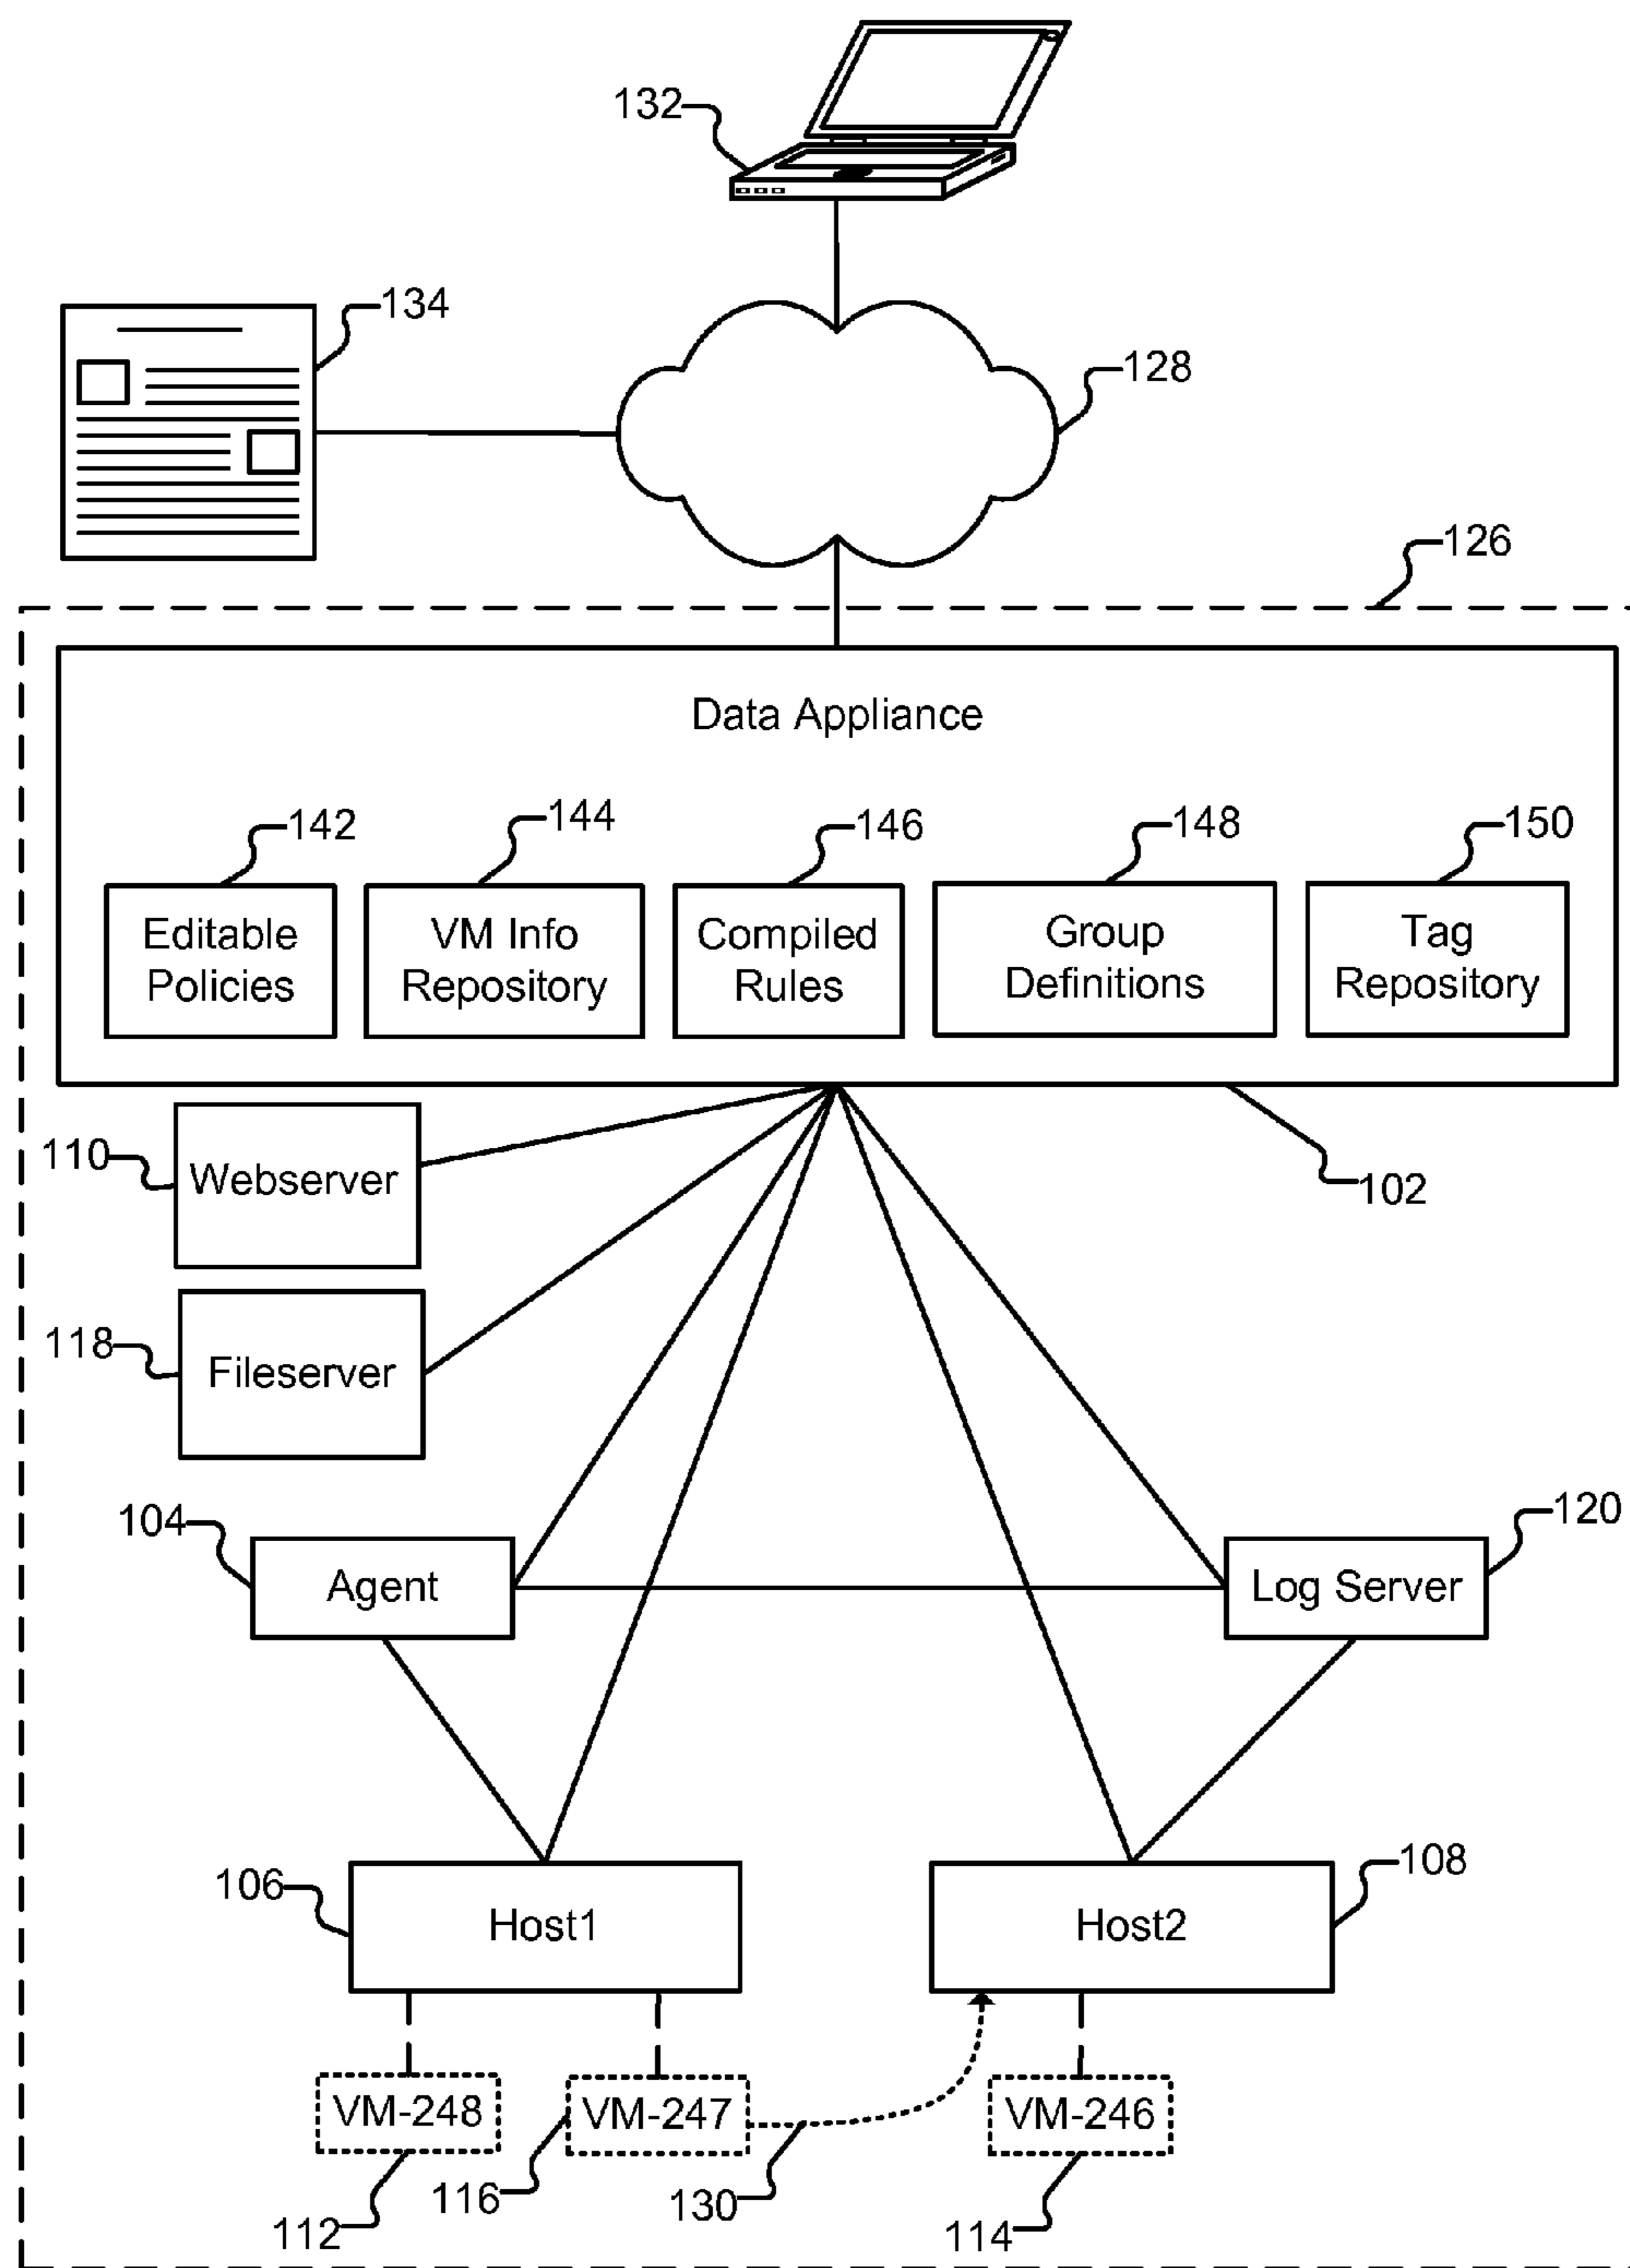 132
134
128
126
Data Appliance
142
144
146
148
150
Editable
Policies
VM Info
Repository
Compiled
Rules
Group
Definitions
Tag
Repository
110
Webserver
102
118
Fileserver
104
Agent
120
Log Server
106
Host1
108
Host2
VM-248
VM-247
VM-246
112
116
130
114